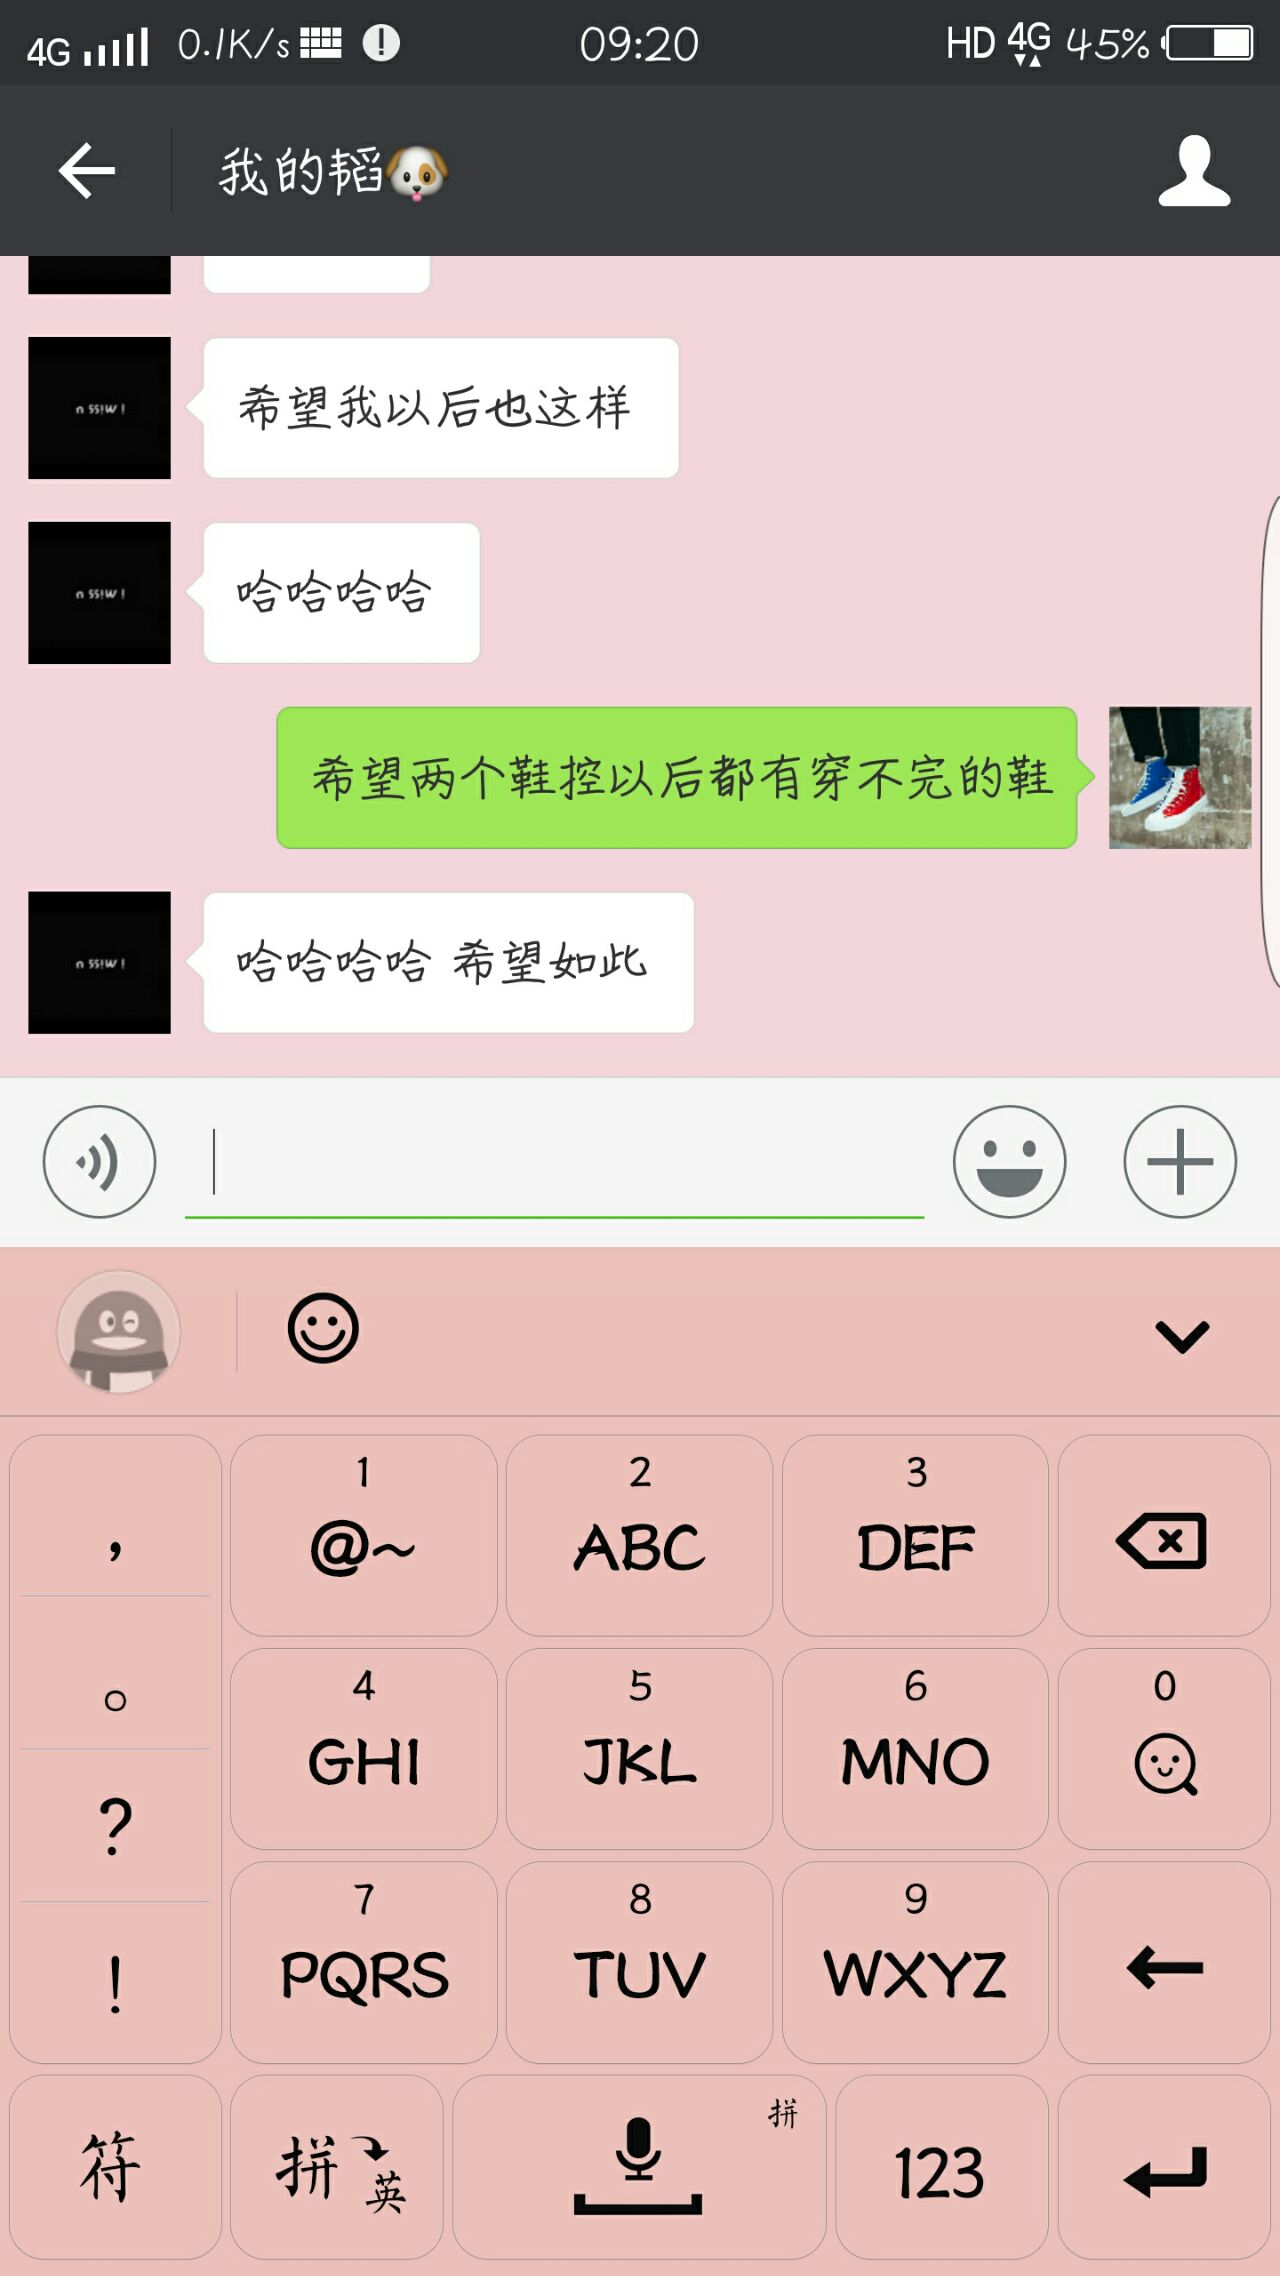 4G 0.1K/s 09:20 HD 4G 45%
我的韬
希望我以后也这样
哈哈哈哈
希望两个鞋控以后都有穿不完的鞋
哈哈哈哈 希望如此
，
1
@~
2
ABC
3
DEF
。
4
GHI
5
JKL
6
MNO
0
?
7
PQRS
8
TUV
9
WXYZ
!
符
拼
英
拼
123